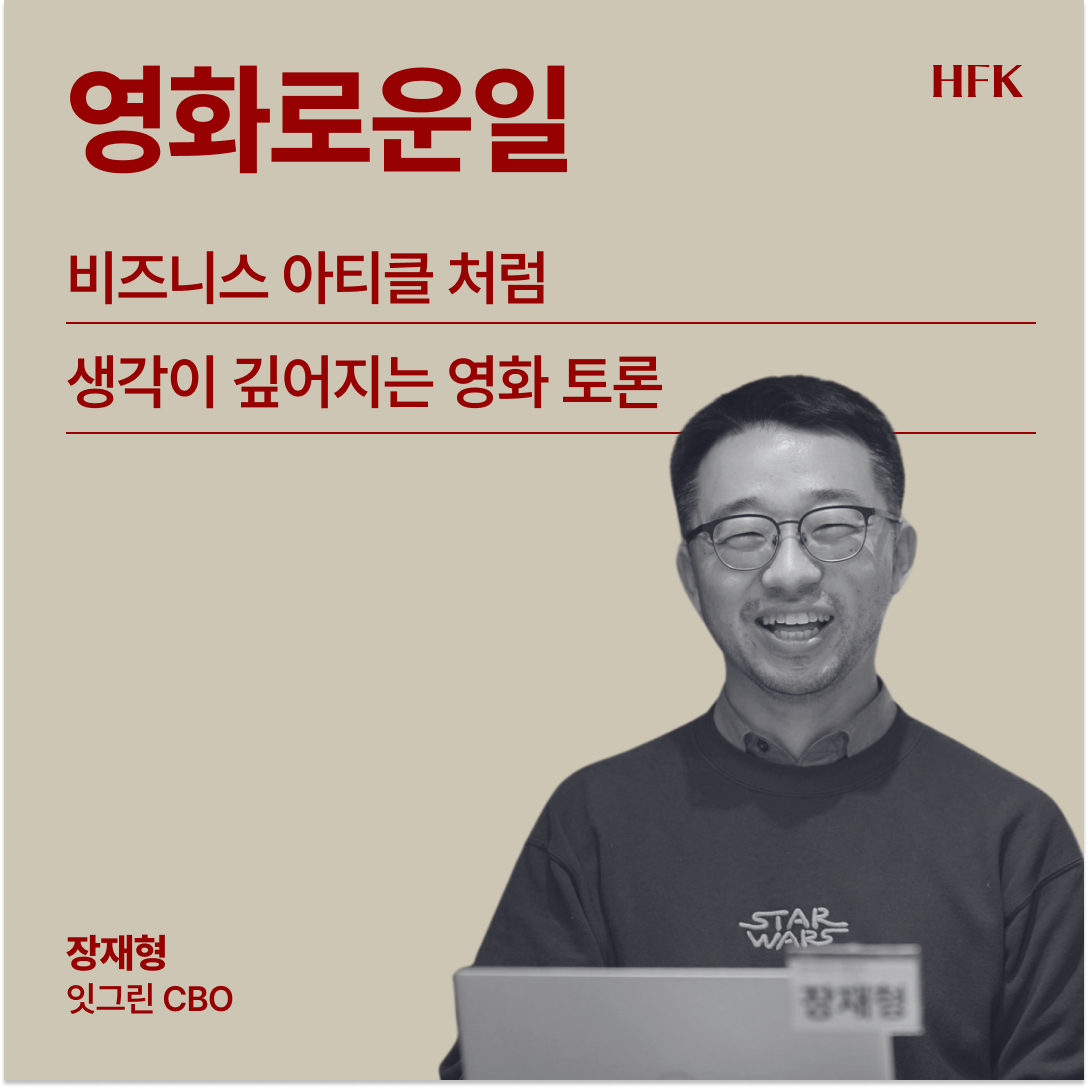 영화로운일
HFK
비즈니스 아티클 처럼
생각이 깊어지는 영화 토론
STAR
WARS
장재형
장재형
잇그린 CBO